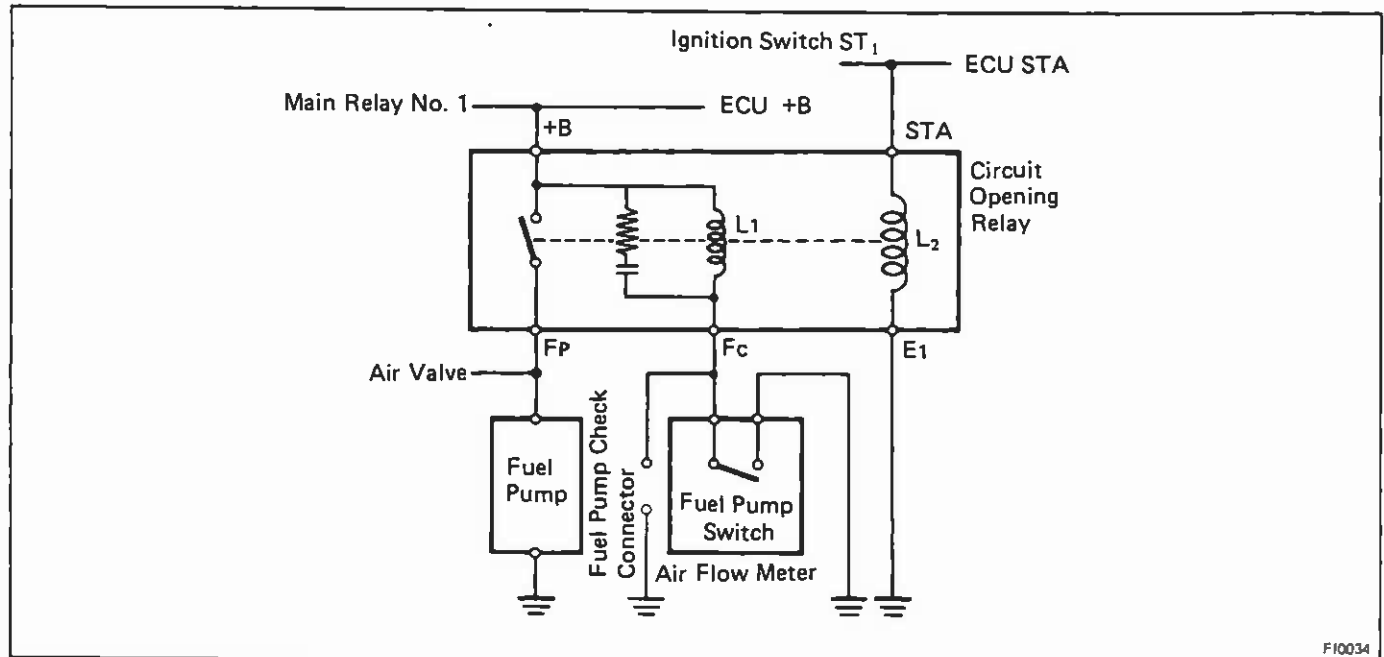 Ignition Switch ST1
ECU STA
Main Relay No. 1
ECU +B
+B
STA
Circuit
Opening
Relay
L1
L2
FP
Fc
E1
Air Valve
Fuel
Pump
Fuel Pump Check
Connector
Fuel Pump
Switch
Air Flow Meter
FI0034